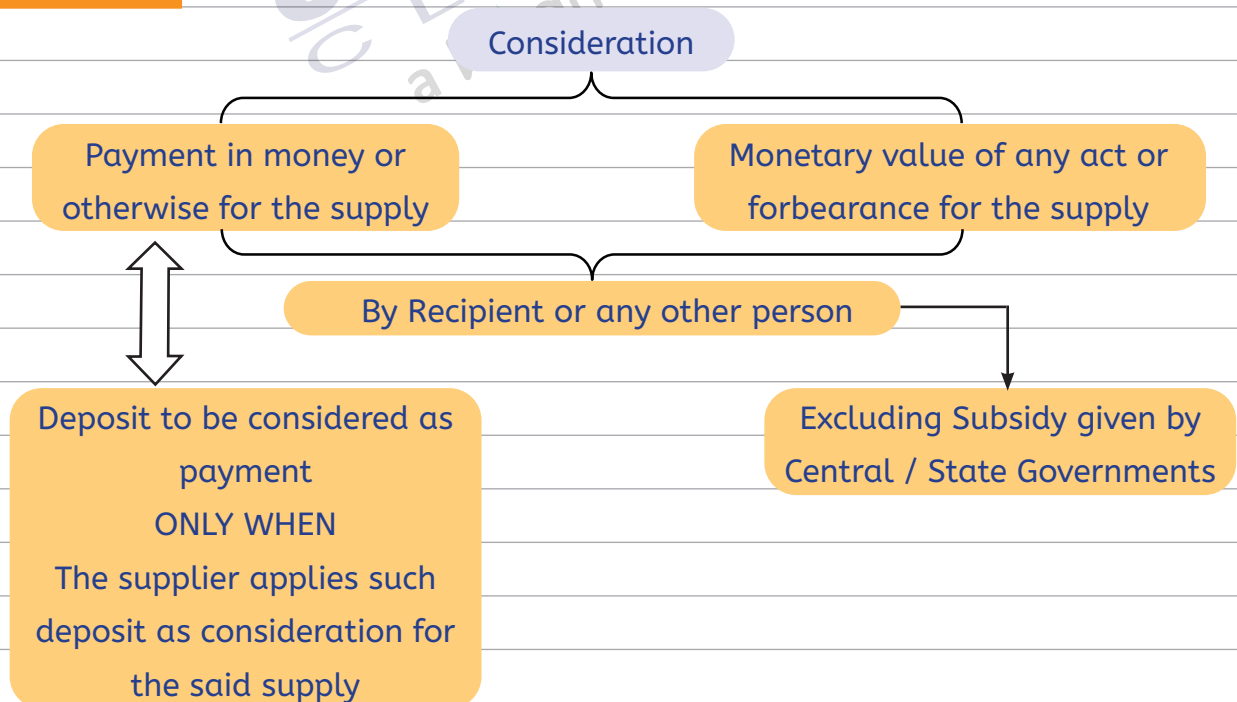 Consideration
Payment in money or
otherwise for the supply
Monetary value of any act or
forbearance for the supply
By Recipient or any other person
Deposit to be considered as
payment
ONLY WHEN
The supplier applies such
deposit as consideration for
the said supply
Excluding Subsidy given by
Central / State Governments